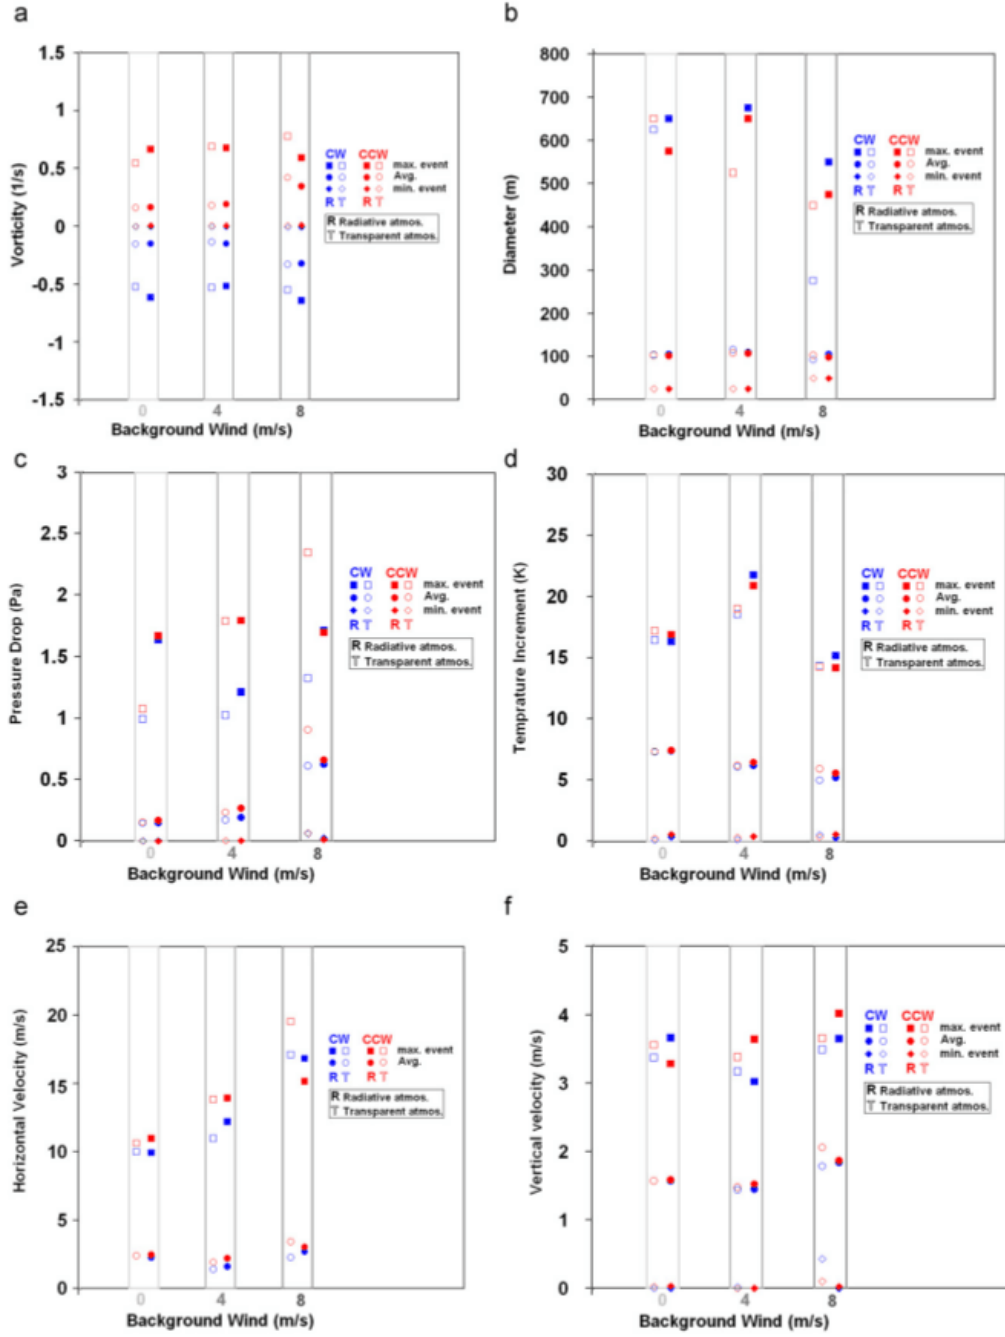 a
1.5
1
0.5
0
-0.5
-1
-1.5
Vorticity (1/s)
0 4 8
Background Wind (m/s)
CW CCW
max. event
Avg.
min. event
R T R T
R Radiative atmos.
T Transparent atmos.
b
800
700
600
500
400
300
200
100
0
Diameter (m)
0 4 8
Background Wind (m/s)
CW CCW
max. event
Avg.
min. event
R T R T
R Radiative atmos.
T Transparent atmos.
c
3
2.5
2
1.5
1
0.5
0
Pressure Drop (Pa)
0 4 8
Background Wind (m/s)
CW CCW
max. event
Avg.
min. event
R T R T
R Radiative atmos.
T Transparent atmos.
d
30
25
20
15
10
5
0
Temprature Increment (K)
0 4 8
Background Wind (m/s)
CW CCW
max. event
Avg.
min. event
R T R T
R Radiative atmos.
T Transparent atmos.
e
25
20
15
10
5
0
Horizontal Velocity (m/s)
0 4 8
Background Wind (m/s)
CW CCW
max. event
Avg.
R T R T
R Radiative atmos.
T Transparent atmos.
f
5
4
3
2
1
0
Vertical velocity (m/s)
0 4 8
Background Wind (m/s)
CW CCW
max. event
Avg.
min. event
R T R T
R Radiative atmos.
T Transparent atmos.